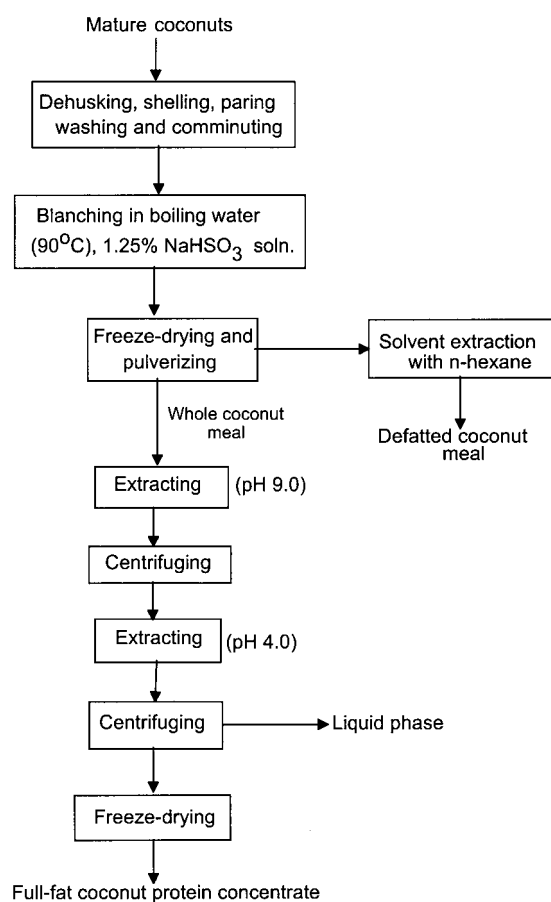 Mature coconuts
Dehusking, shelling, paring
washing and comminuting
Blanching in boiling water
(90°C), 1.25% NaHSO3 soln.
Freeze-drying and
pulverizing
Solvent extraction
with n-hexane
Whole coconut
meal
Defatted coconut
meal
Extracting (pH 9.0)
Centrifuging
Extracting (pH 4.0)
Centrifuging
Liquid phase
Freeze-drying
Full-fat coconut protein concentrate